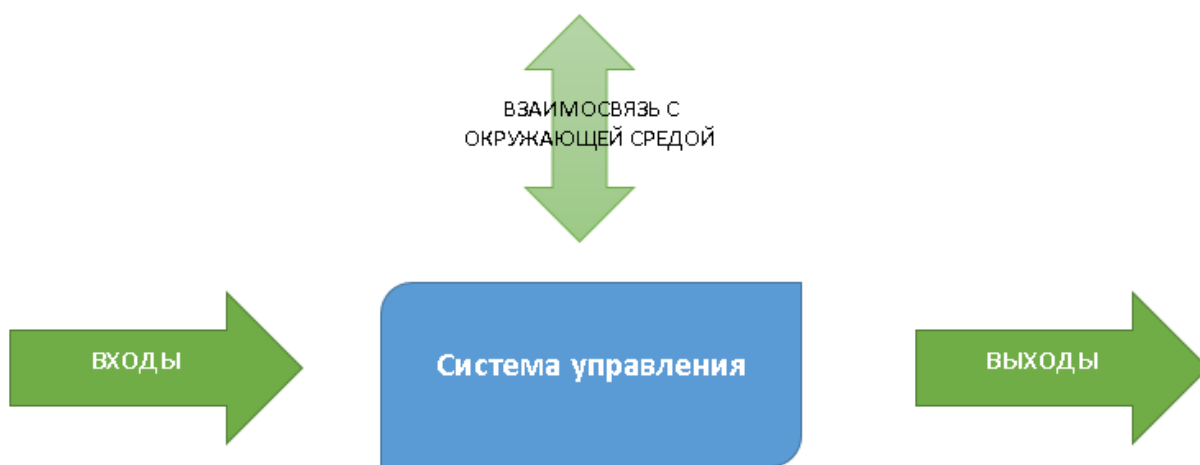 ВЗАИМОСВЯЗЬ С
ОКРУЖАЮЩЕЙ СРЕДОЙ
ВХОДЫ
Система управления
ВЫХОДЫ